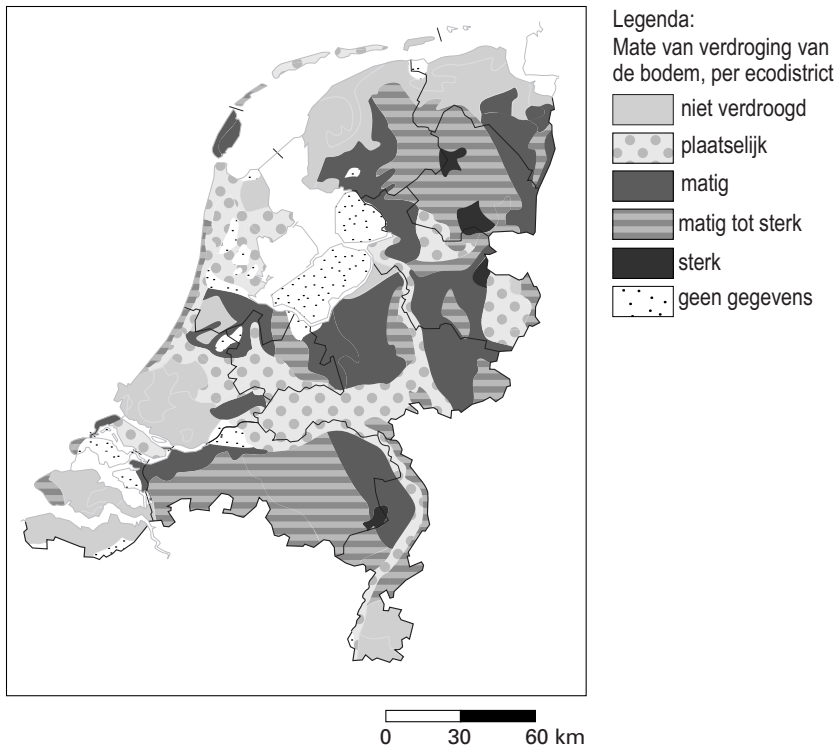 Legenda:
Mate van verdroging van
de bodem, per ecodistrict
niet verdroogd
plaatselijk
matig
matig tot sterk
sterk
geen gegevens
0 30 60 km